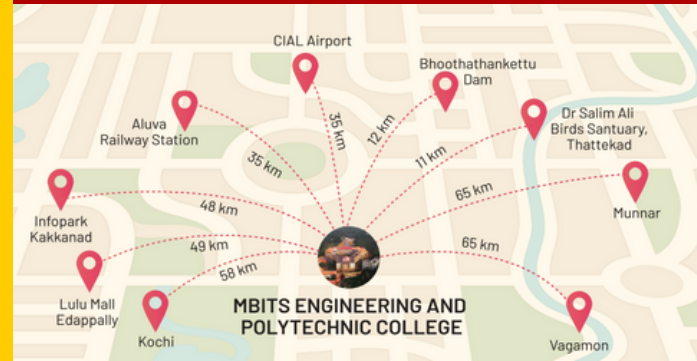 CIAL Airport
Bhoothathankettu
Dam
Aluva
Railway Station
Dr Salim Ali
Birds Santuary,
Thattekad
35 km
35 km
12 km
11 km
Infopark
Kakkanad
48 km
65 km
Munnar
49 km
58 km
65 km
Lulu Mall
Edappally
Kochi
MBITS ENGINEERING AND
POLYTECHNIC COLLEGE
Vagamon